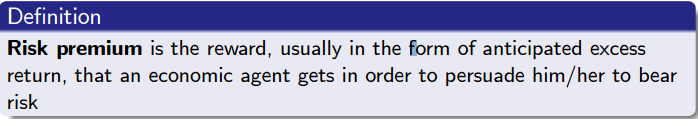 Definition
Risk premium is the reward, usually in the form of anticipated excess
return, that an economic agent gets in order to persuade him/her to bear
risk